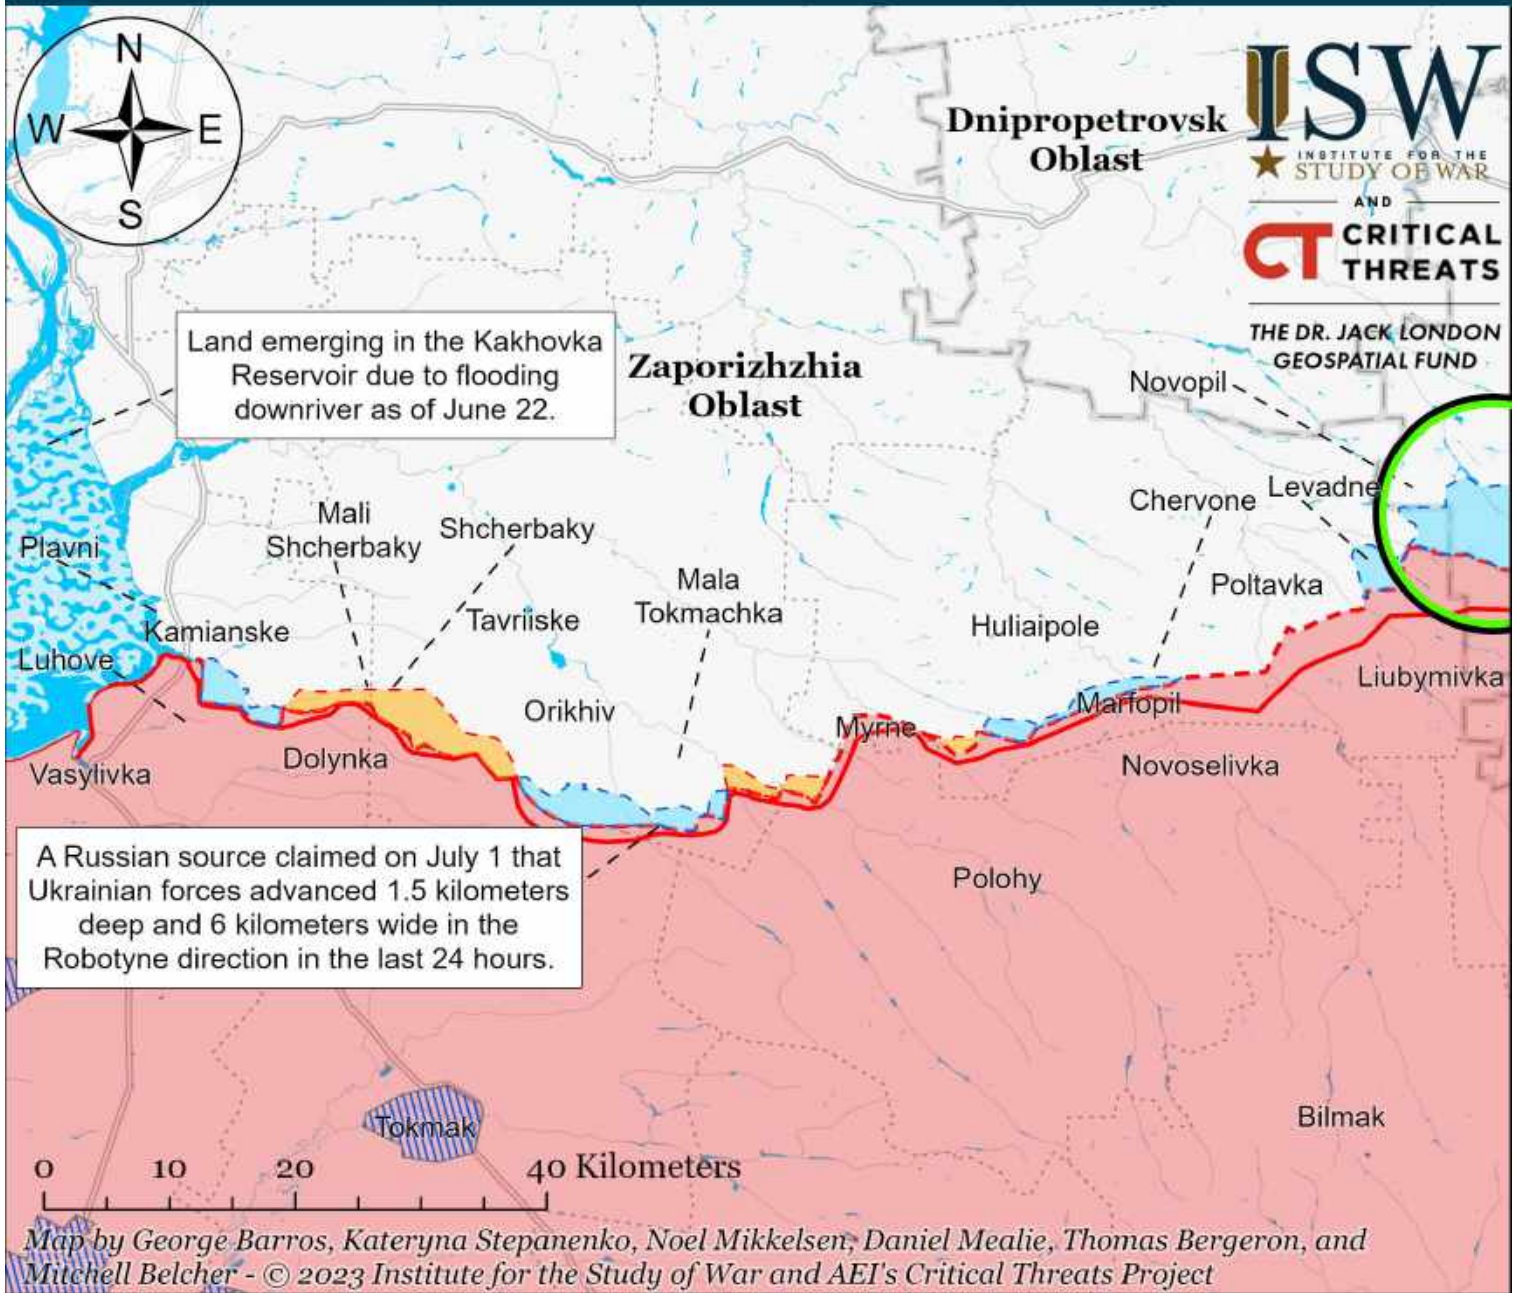 N
W
E
S
Dnipropetrovsk
Oblast
ISW
INSTITUTE FOR THE
STUDY OF WAR
AND
CT CRITICAL
THREATS
THE DR. JACK LONDON
GEOSPATIAL FUND
Land emerging in the Kakhovka
Reservoir due to flooding
downriver as of June 22.
Zaporizhzhia
Oblast
Novopil
Levadne
Chervone
Mali
Shcherbaky
Shcherbaky
Plavni
Mala
Tokmachka
Poltavka
Tavriiske
Huliaipole
Kamianske
Luhove
Liubymivka
Orikhiv
Marfopil
Myrne
Dolynka
Vasylivka
Novoselivka
A Russian source claimed on July 1 that
Ukrainian forces advanced 1.5 kilometers
deep and 6 kilometers wide in the
Robotyne direction in the last 24 hours.
Polohy
Tokmak
Bilmak
0 10 20 40 Kilometers
Map by George Barros, Kateryna Stepanenko, Noel Mikkelsen, Daniel Mealie, Thomas Bergeron, and
Mitchell Belcher - © 2023 Institute for the Study of War and AEI's Critical Threats Project